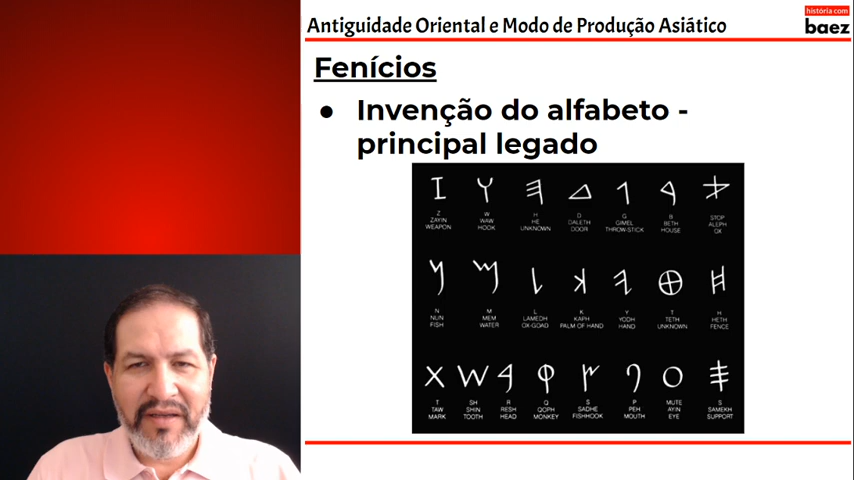 história com
baez
Antiguidade Oriental e Modo de Produção Asiático
Fenícios
● Invenção do alfabeto -
principal legado
𐤆 𐤅 𐤄 𐤃 𐤂 𐤁 𐤀
Z W H D G B STOP
ZAYIN WAW HE DALETH GIMEL BETH ALEPH
WEAPON HOOK UNKNOWN DOOR THROW-STICK HOUSE OX
𐤍 𐤌 𐤋 𐤊 𐤉 𐤈 𐤇
N M L K Y T H
NUN MEM LAMEDH KAPH YODH TETH HETH
FISH WATER OX-GOAD PALM OF HAND HAND UNKNOWN FENCE
𐤕 𐤔 𐤓 𐤒 𐤑 𐤐 𐤏 𐤎
T SH R Q S P MUTE S
TAW SHIN RESH QOPH SADHE PEH AYIN SAMEKH
MARK TOOTH HEAD MONKEY FISHHOOK MOUTH EYE SUPPORT